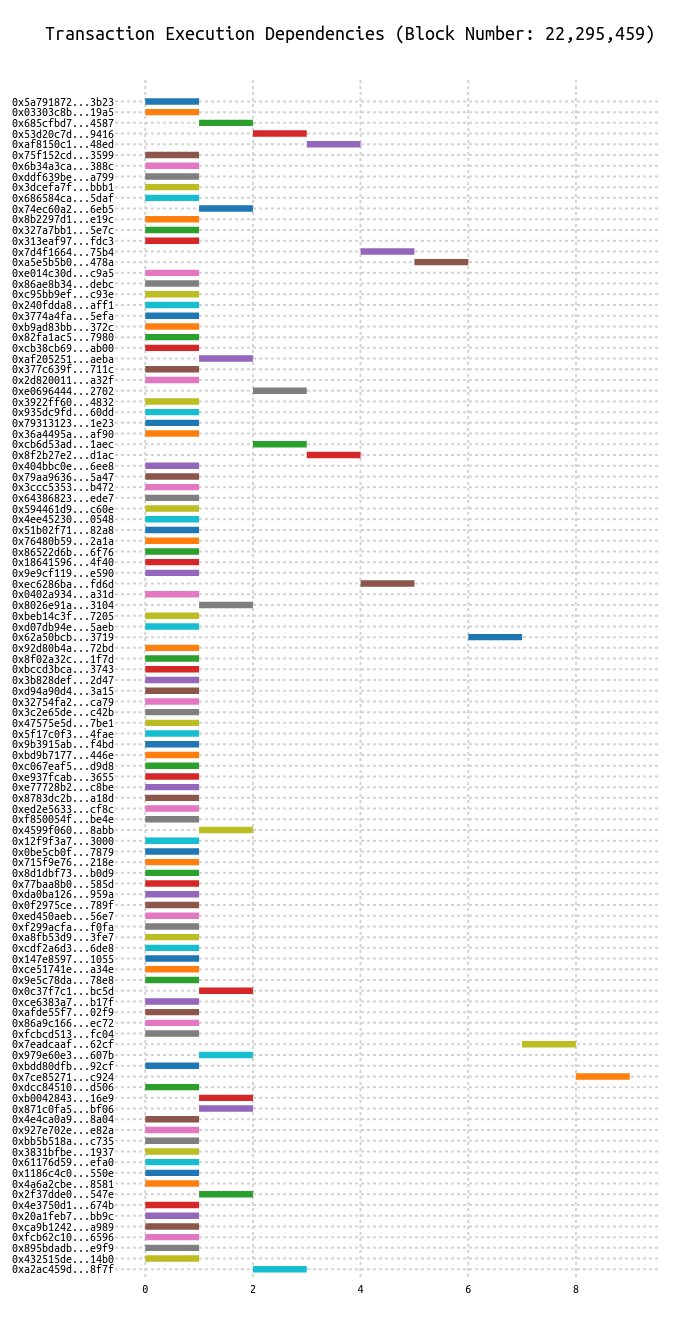 Transaction Execution Dependencies (Block Number: 22,295,459)
0x5a791872...3b23
0x03303c8b...19a5
0x685cfbd7...4587
0x53d20c7d...9416
0xaf8150c1...48ed
0x75f152cd...3599
0x6b34a3ca...388c
0xddf639be...a799
0x3dcefa7f...bbb1
0x686584ca...5daf
0x74ec60a2...6eb5
0x8b2297d1...e19c
0x327a7bb1...5e7c
0x313eaf97...fdc3
0x7d4f1664...75b4
0xa5e5b5b0...478a
0xe014c30d...c9a5
0x86ae8b34...debc
0xc95bb9ef...c93e
0x240fdda8...aff1
0x3774a4fa...5efa
0xb9ad83bb...372c
0x82fa1ac5...7980
0xcb38cb69...ab00
0xaf205251...aeba
0x377c639f...711c
0x2d820011...a32f
0xe0696444...2702
0x3922ff60...4832
0x935dc9fd...60dd
0x79313123...1e23
0x36a4495a...af90
0xcb6d53ad...1aec
0x8f2b27e2...d1ac
0x404bbc0e...6ee8
0x79aa9636...5a47
0x3ccc5353...b472
0x64386823...ede7
0x594461d9...c60e
0x4ee45230...0548
0x51b02f71...82a8
0x76480b59...2a1a
0x86522d6b...6f76
0x18641596...4f40
0x9e9cf119...e590
0xec6286ba...fd6d
0x0402a934...a31d
0x8026e91a...3104
0xbeb14c3f...7205
0xd07db94e...5aeb
0x62a50bcb...3719
0x92d80b4a...72bd
0x8f02a32c...1f7d
0xbccd3bca...3743
0x3b828def...2d47
0xd94a90d4...3a15
0x32754fa2...ca79
0x3c2e65de...c42b
0x47575e5d...7be1
0x5f17c0f3...4fae
0x9b3915ab...f4bd
0xbd9b7177...446e
0xc067eaf5...d9d8
0xe937fcab...3655
0xe77728b2...c8be
0x8783dc2b...a18d
0xed2e5633...cf8c
0xf850054f...be4e
0x4599f060...8abb
0x12f9f3a7...3000
0x0be5cb0f...7879
0x715f9e76...218e
0x8d1dbf73...b0d9
0x77baa8b0...585d
0xda0ba126...959a
0x0f2975ce...789f
0xed450aeb...56e7
0xf299acfa...f0fa
0xa8fb53d9...3fe7
0xcdf2a6d3...6de8
0x147e8597...1055
0xce51741e...a34e
0x9e5c78da...78e8
0x0c37f7c1...bc5d
0xce6383a7...b17f
0xafde55f7...02f9
0x86a9c166...ec72
0xfcbcd513...fc04
0x7eadcaaf...62cf
0x979e60e3...607b
0xbdd80dfb...92cf
0x7ce85271...c924
0xdcc84510...d506
0xb0042843...16e9
0x871c0fa5...bf06
0x4e4ca0a9...8a04
0x927e702e...e82a
0xbb5b518a...c735
0x3831bfbe...1937
0x61176d59...efa0
0x1186c4c0...550e
0x4a6a2cbe...8581
0x2f37dde0...547e
0x4e3750d1...674b
0x20a1feb7...bb9c
0xca9b1242...a989
0xfcb62c10...6596
0x895bdadb...e9f9
0x432515de...14b0
0xa2ac459d...8f7f
0 2 4 6 8